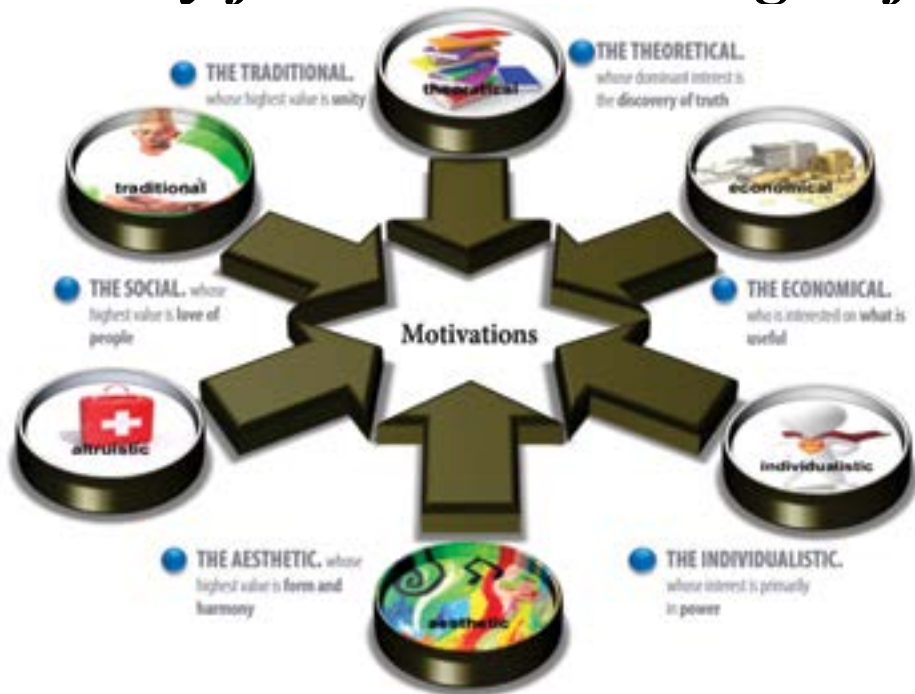 THE TRADITIONAL.
whose highest value is unity
theoratical
THE THEORETICAL.
whose dominant interest is
the discovery of truth
traditional
economical
THE SOCIAL. whose
highest value is love of
people
Motivations
THE ECONOMICAL.
who is interested on what is
useful
altruistic
individualistic
THE AESTHETIC. whose
highest value is form and
harmony
aesthetic
THE INDIVIDUALISTIC.
whose interest is primarily
in power